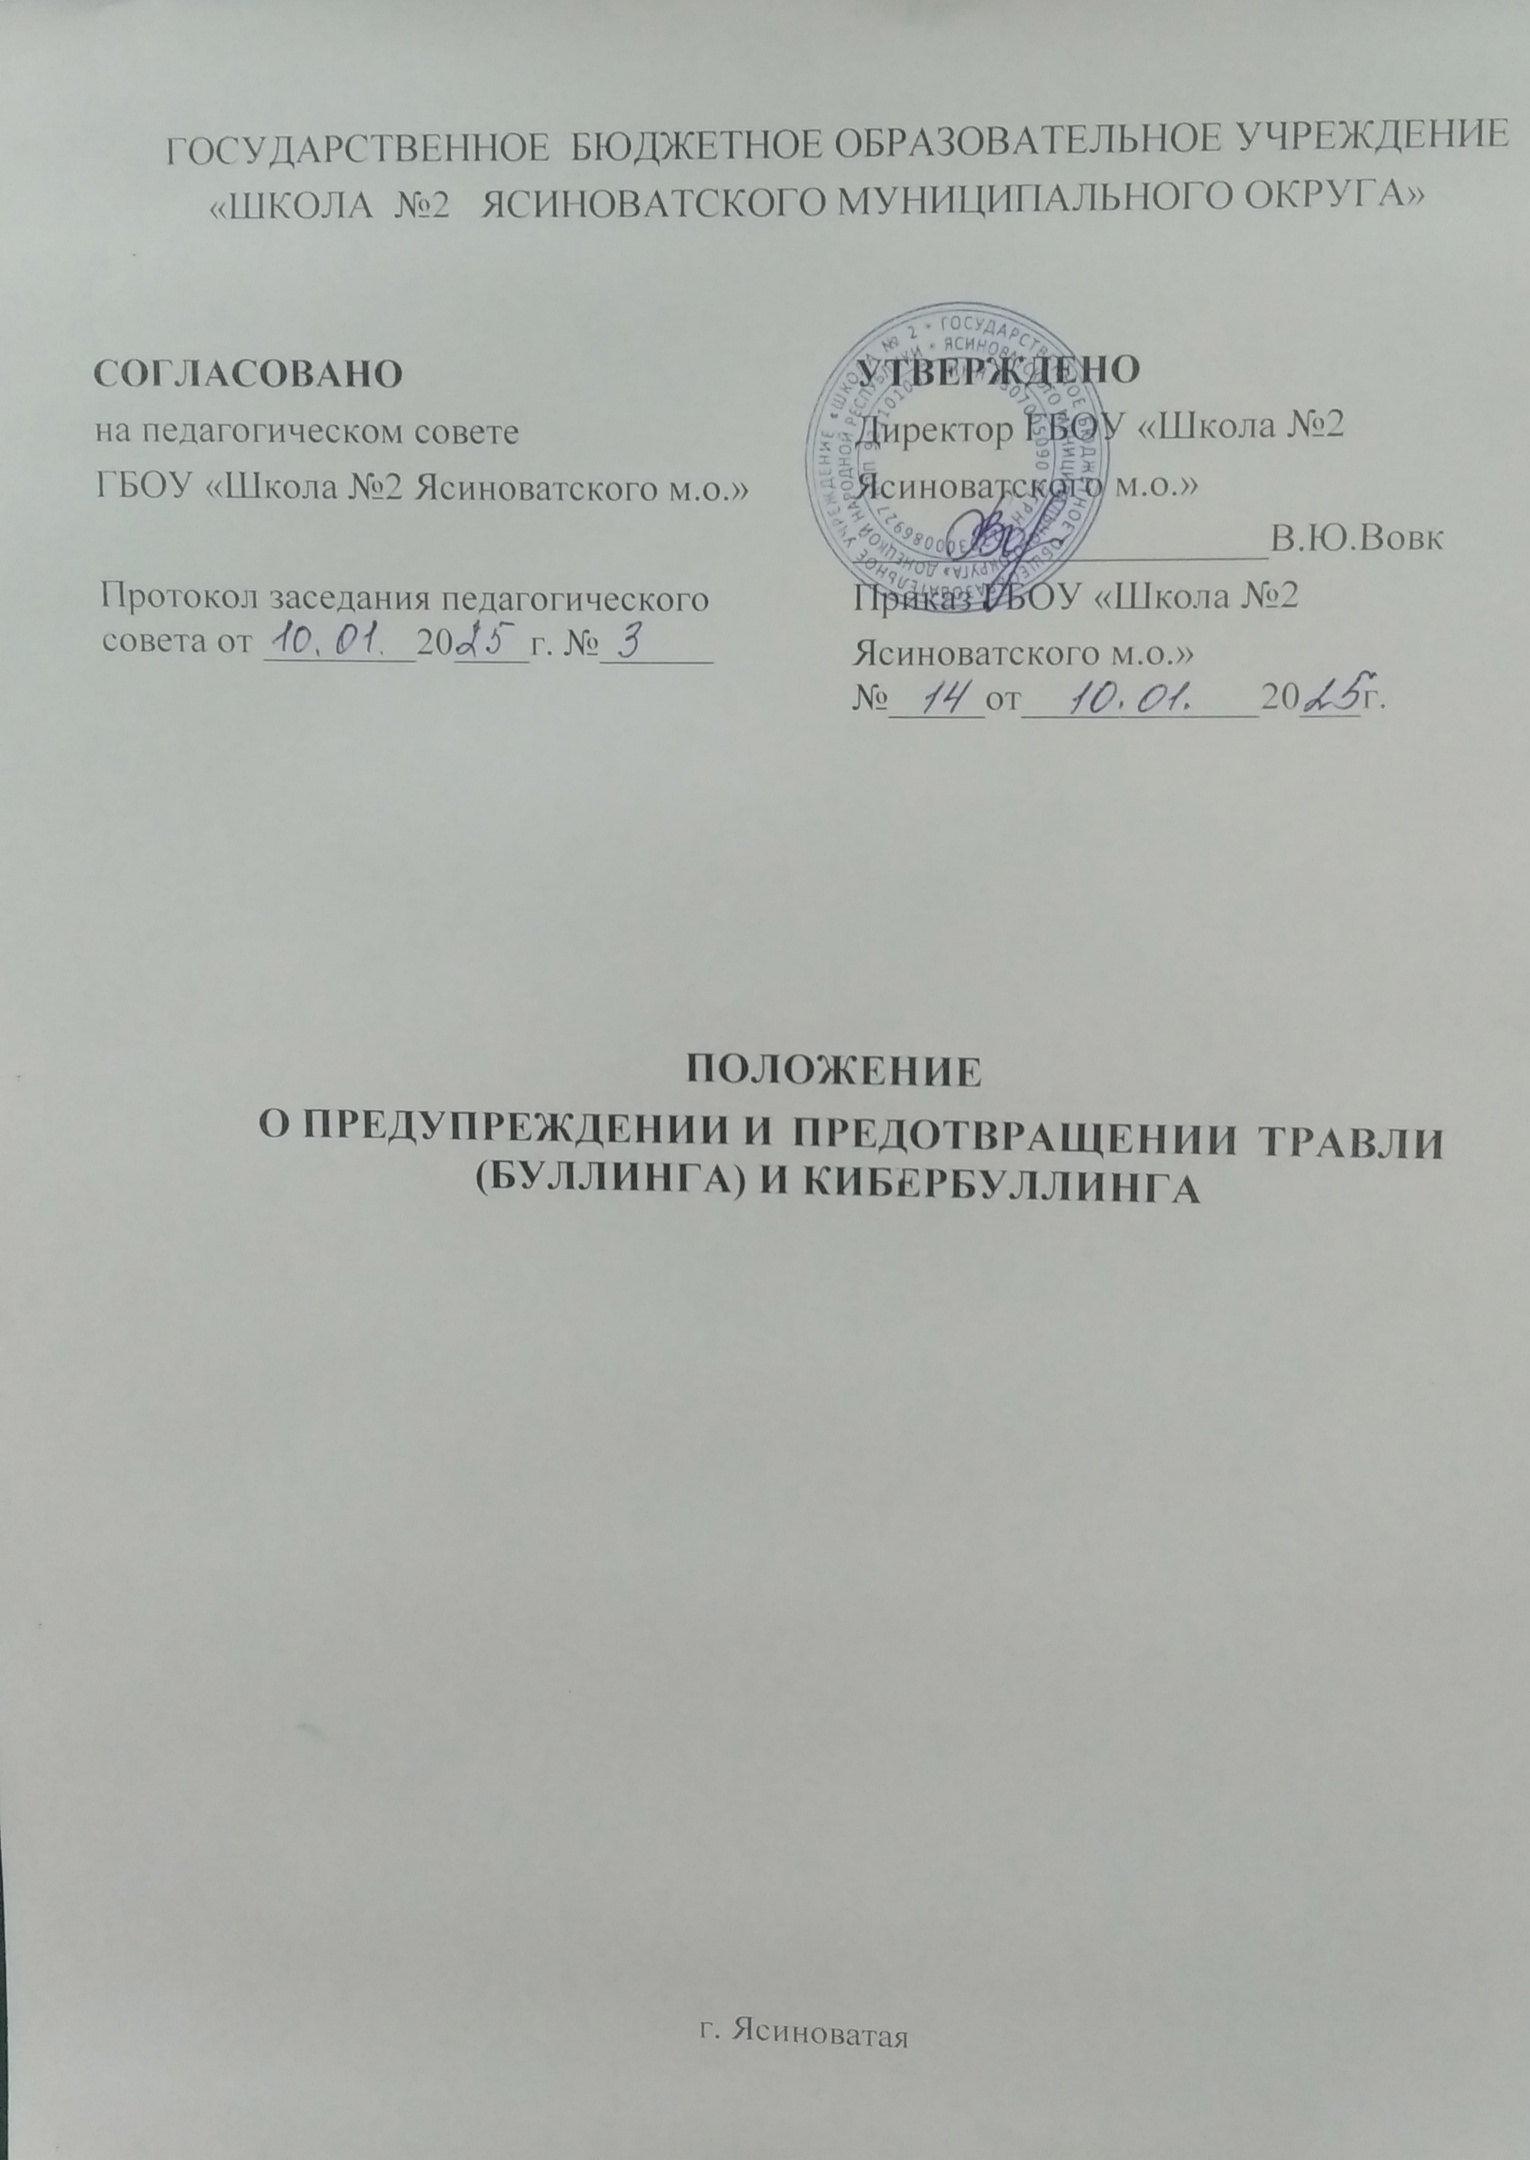 ГОСУДАРСТВЕННОЕ БЮДЖЕТНОЕ ОБРАЗОВАТЕЛЬНОЕ УЧРЕЖДЕНИЕ
«ШКОЛА №2 ЯСИНОВАТСКОГО МУНИЦИПАЛЬНОГО ОКРУГА»
СОГЛАСОВАНО
на педагогическом совете
ГБОУ «Школа №2 Ясиноватского м.о.»
Протокол заседания педагогического
совета от 10.01. 2025 г. № 3
УТВЕРЖДЕНО
Директор ГБОУ «Школа №2
Ясиноватского м.о.»
В.Ю.Вовк
Приказ ГБОУ «Школа №2
Ясиноватского м.о.»
№ 14 от 10.01. 2025г.
ПОЛОЖЕНИЕ
О ПРЕДУПРЕЖДЕНИИ И ПРЕДОТВРАЩЕНИИ ТРАВЛИ
(БУЛЛИНГА) И КИБЕРБУЛЛИНГА
г. Ясиноватая